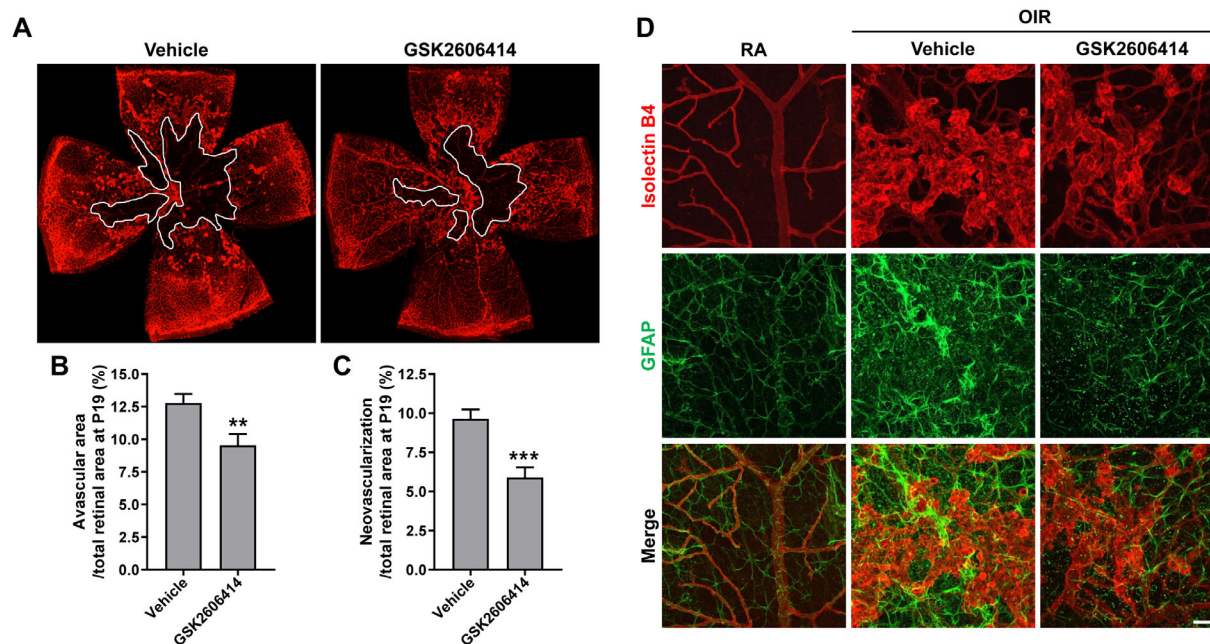 A
Vehicle
GSK2606414
B
Avascular area
/total retinal area at P19 (%)
15.0
12.5
10.0
7.5
5.0
2.5
0.0
**
Vehicle
GSK2606414
C
Neovascularization
/total retinal area at P19 (%)
12.5
10.0
7.5
5.0
2.5
0.0
***
Vehicle
GSK2606414
D
OIR
RA
Vehicle
GSK2606414
Isolectin B4
GFAP
Merge